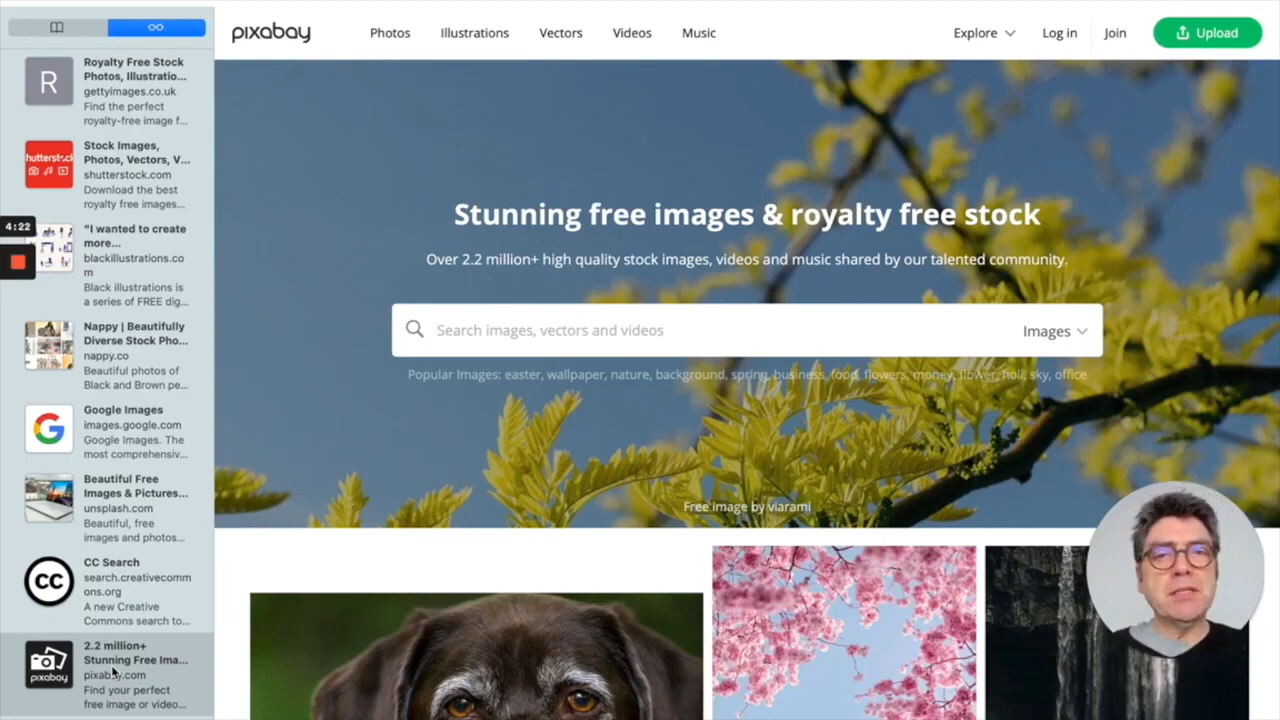 R
Royalty Free Stock
Photos, Illustratio...
gettyimages.co.uk
Find the perfect
royalty-free image f...
hutterstock
Stock Images,
Photos, Vectors, V...
shutterstock.com
Download the best
royalty free images...
4:22
"I wanted to create
more...
blackillustrations.co
m
Black illustrations is
a series of FREE dig...
Nappy | Beautifully
Diverse Stock Pho...
nappy.co
Beautiful photos of
Black and Brown pe...
G
Google Images
images.google.com
Google Images. The
most comprehensiv...
Beautiful Free
Images & Pictures...
unsplash.com
Beautiful, free
images and photos...
CC
CC Search
search.creativecomm
ons.org
A new Creative
Commons search to...
pixabay
2.2 million+
Stunning Free Ima...
pixabay.com
Find your perfect
free image or video...
pixabay
Photos Illustrations Vectors Videos Music
Explore Log in Join Upload
Stunning free images & royalty free stock
Over 2.2 million+ high quality stock images, videos and music shared by our talented community.
Search images, vectors and videos Images
Popular Images: easter, wallpaper, nature, background, spring, business, food, flowers, money, flower, holi, sky, office
Free image by viarami